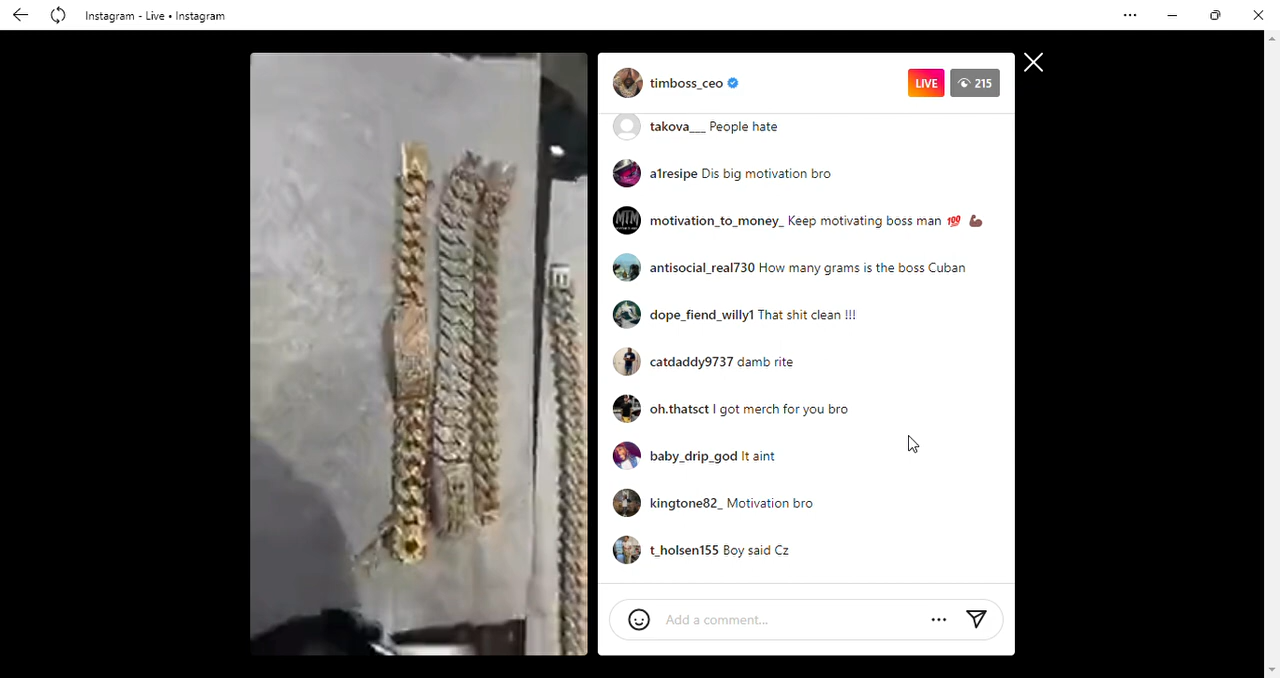 Instagram - Live • Instagram
timboss_ceo
LIVE
215
takova___ People hate
a1resipe Dis big motivation bro
MTM
motivation_to_money_ Keep motivating boss man 💯 💪🏿
antisocial_real730 How many grams is the boss Cuban
dope_fiend_willy1 That shit clean !!!
catdaddy9737 damb rite
oh.thatsct I got merch for you bro
baby_drip_god It aint
kingtone82_ Motivation bro
t_holsen155 Boy said Cz
Add a comment...